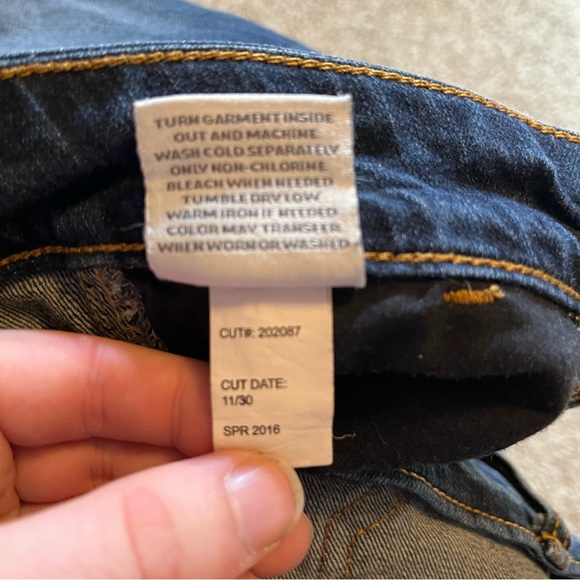 TURN GARMENT INSIDE
OUT AND MACHINE
WASH COLD SEPARATELY
ONLY NON-CHLORINE
BLEACH WHEN NEEDED
TUMBLE DRY LOW
WARM IRON IF NEEDED
COLOR MAY TRANSFER
WHEN WORN OR WASHED
CUT#: 202087
CUT DATE:
11/30
SPR 2016